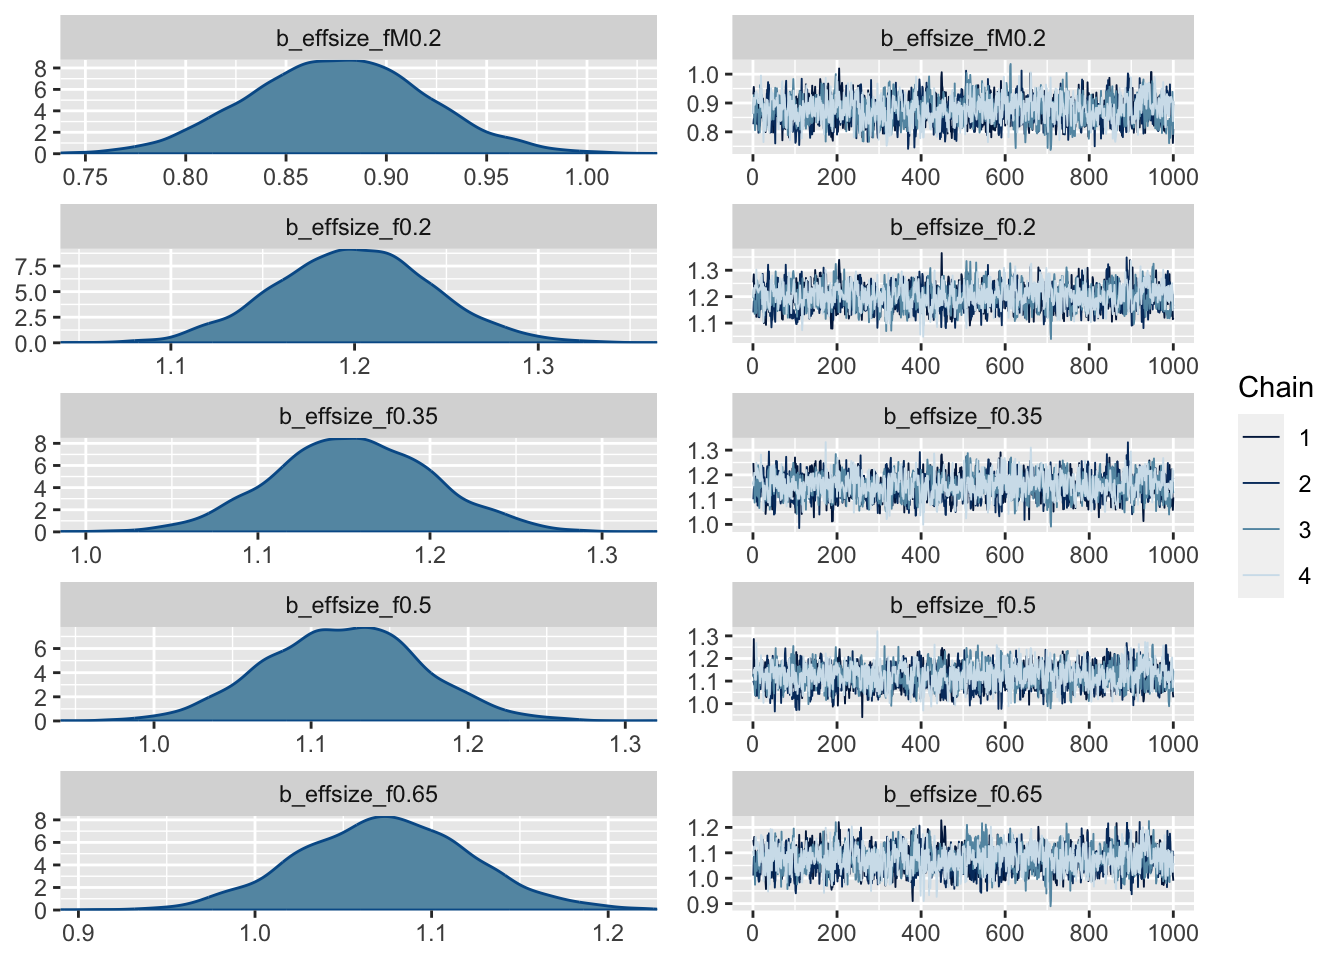 b_effsize_fM0.2
8
6
4
2
0
0.75 0.80 0.85 0.90 0.95 1.00
b_effsize_fM0.2
1.0
0.9
0.8
0 200 400 600 800 1000
b_effsize_f0.2
7.5
5.0
2.5
0.0
1.1 1.2 1.3
b_effsize_f0.2
1.3
1.2
1.1
0 200 400 600 800 1000
b_effsize_f0.35
8
6
4
2
0
1.0 1.1 1.2 1.3
b_effsize_f0.35
1.3
1.2
1.1
1.0
0 200 400 600 800 1000
b_effsize_f0.5
6
4
2
0
1.0 1.1 1.2 1.3
b_effsize_f0.5
1.3
1.2
1.1
1.0
0 200 400 600 800 1000
b_effsize_f0.65
8
6
4
2
0
0.9 1.0 1.1 1.2
b_effsize_f0.65
1.2
1.1
1.0
0.9
0 200 400 600 800 1000
Chain
1
2
3
4